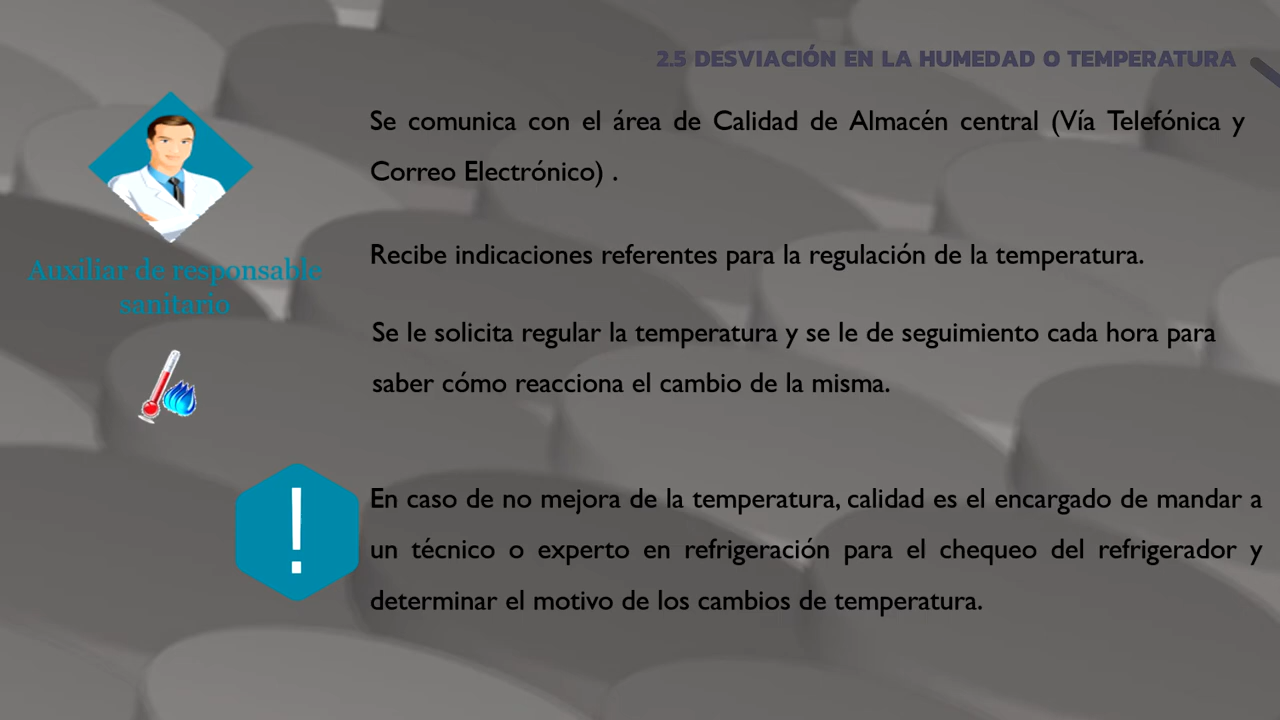 2.5 DESVIACIÓN EN LA HUMEDAD O TEMPERATURA
Se comunica con el área de Calidad de Almacén central (Vía Telefónica y
Correo Electrónico) .
Auxiliar de responsable
sanitario
Recibe indicaciones referentes para la regulación de la temperatura.
Se le solicita regular la temperatura y se le de seguimiento cada hora para
saber cómo reacciona el cambio de la misma.
!
En caso de no mejora de la temperatura, calidad es el encargado de mandar a
un técnico o experto en refrigeración para el chequeo del refrigerador y
determinar el motivo de los cambios de temperatura.